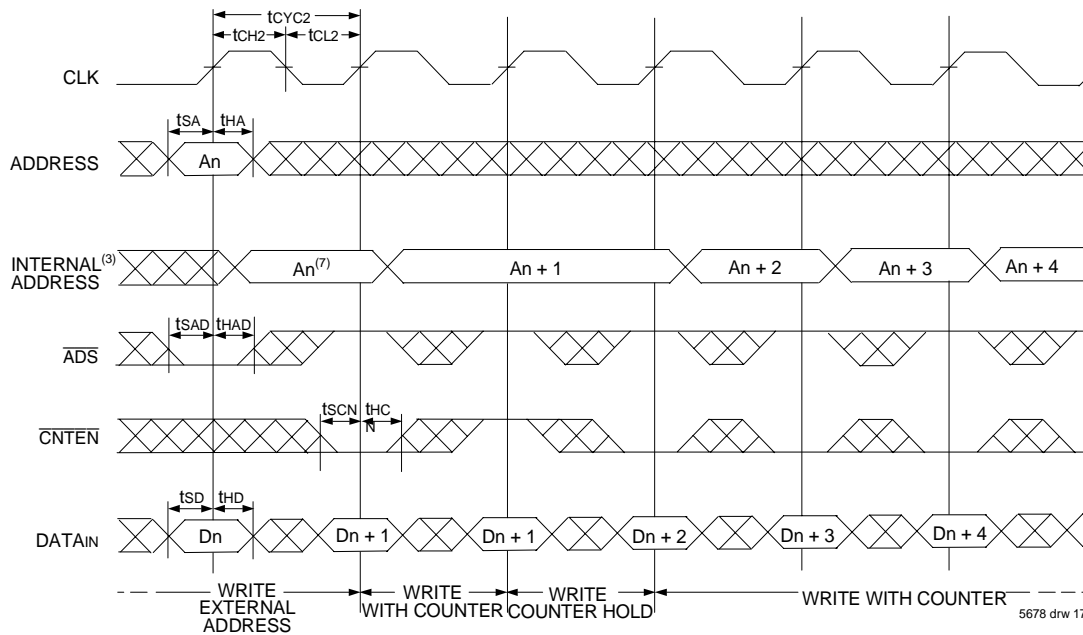 tCYC2
tCH2 tCL2
CLK
tSA tHA
ADDRESS An
INTERNAL(3)
ADDRESS
An(7) An + 1 An + 2 An + 3 An + 4
tSAD tHAD
ADS
tSCN tHC
N
CNTEN
tSD tHD
DATAIN Dn Dn + 1 Dn + 1 Dn + 2 Dn + 3 Dn + 4
WRITE
EXTERNAL
ADDRESS
WRITE
WITH COUNTER
WRITE
COUNTER HOLD
WRITE WITH COUNTER
5678 drw 17